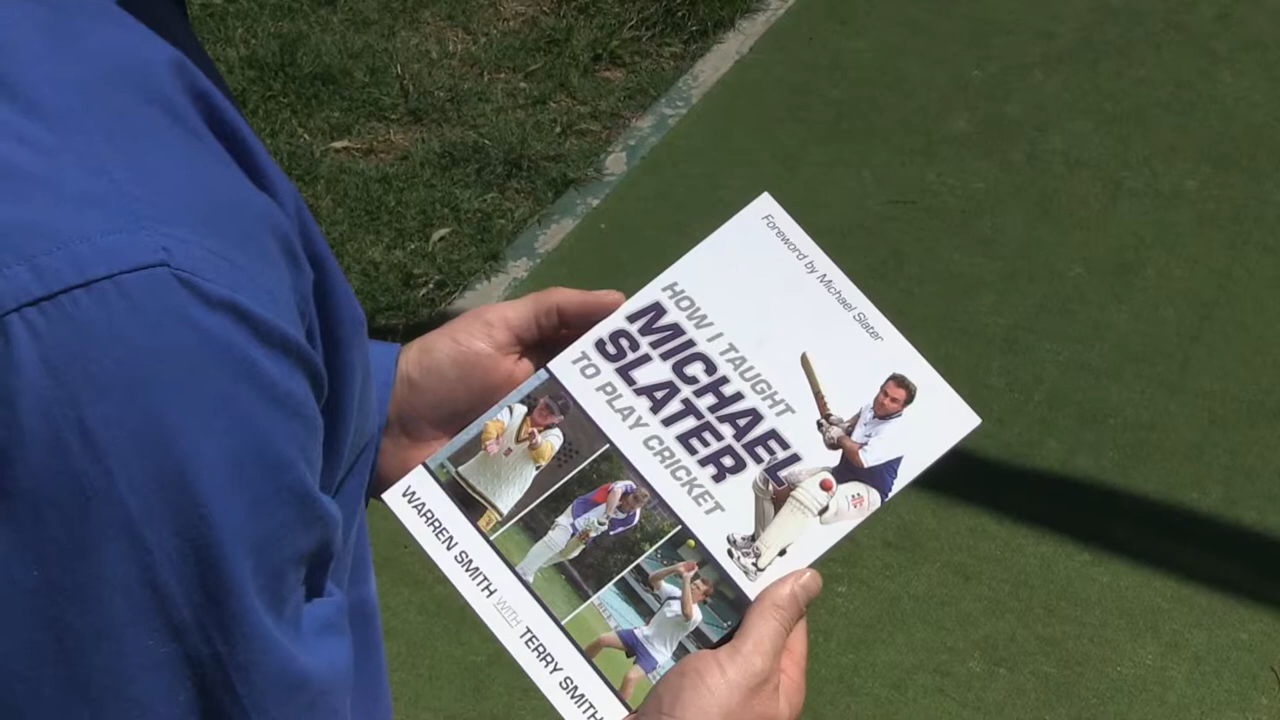 Foreword by Michael Slater
HOW I TAUGHT
MICHAEL
SLATER
TO PLAY CRICKET
WARREN SMITH WITH TERRY SMITH